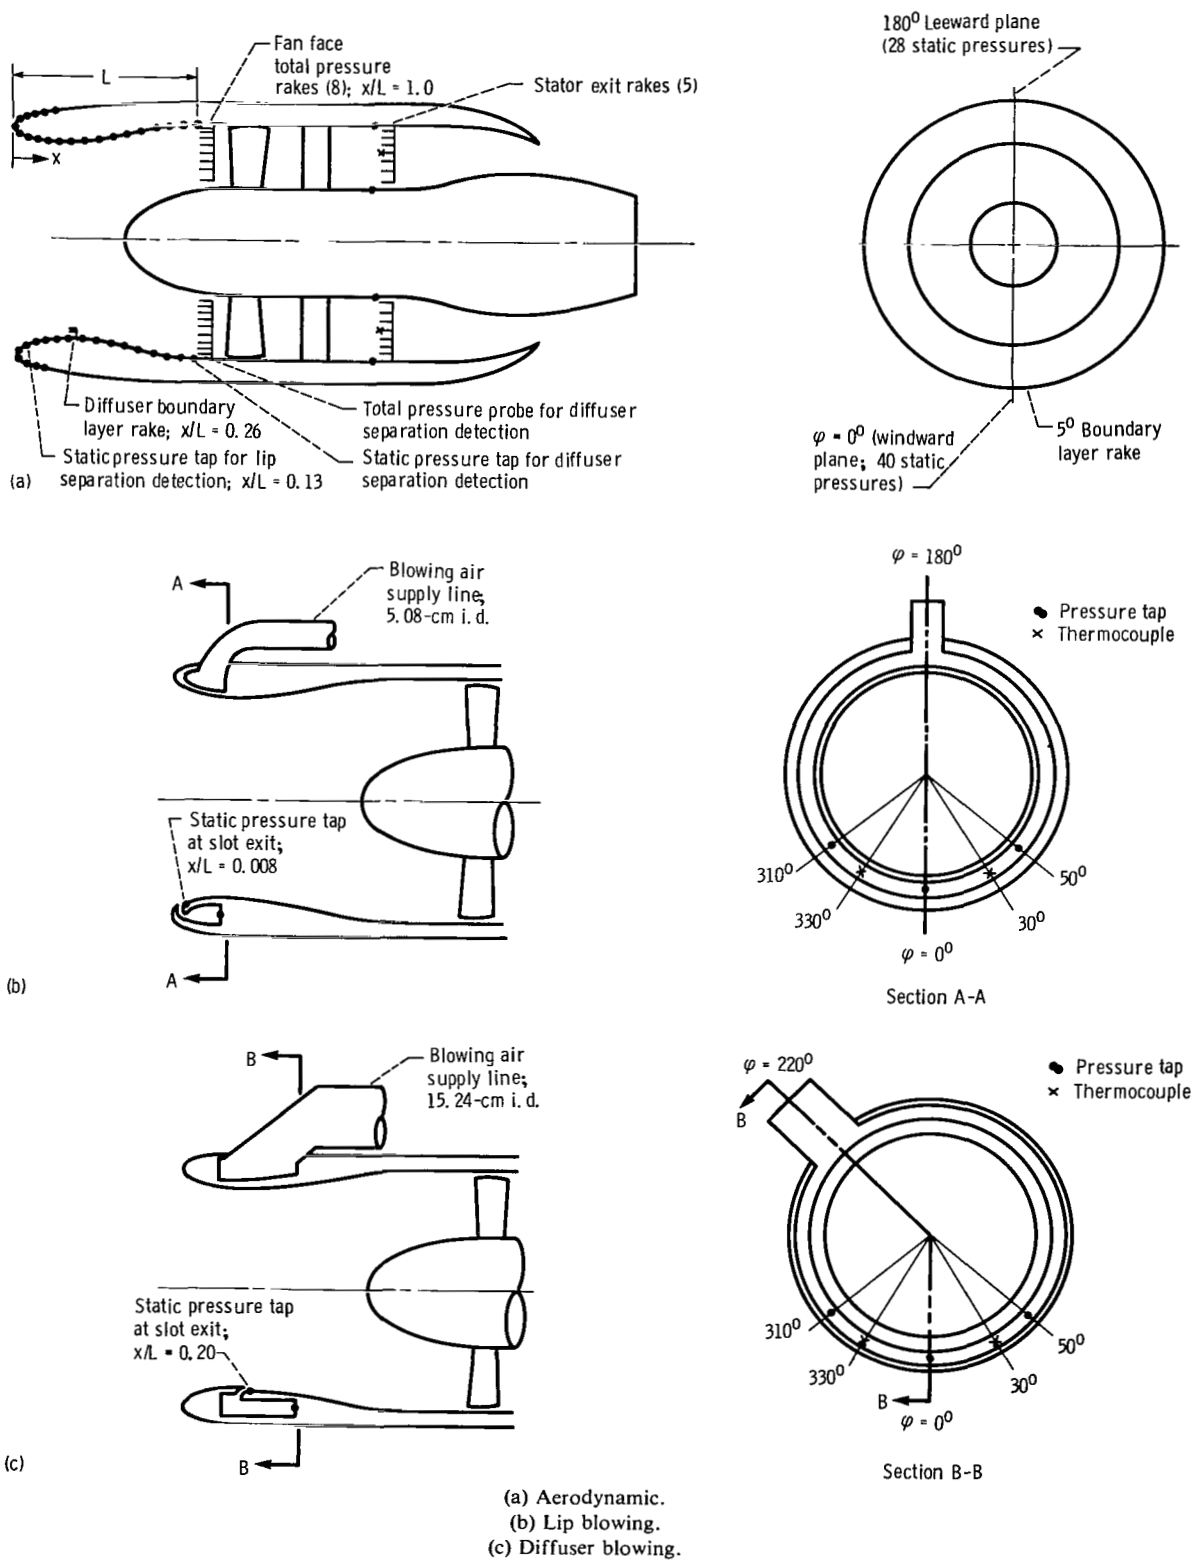 (a)
L
x
Fan face
total pressure
rakes (8); x/L = 1.0
Stator exit rakes (5)
180⁰ Leeward plane
(28 static pressures)
Diffuser boundary
layer rake; x/L = 0.26
Static pressure tap for lip
separation detection; x/L = 0.13
Total pressure probe for diffuser
separation detection
Static pressure tap for diffuser
separation detection
φ = 0⁰ (windward
plane; 40 static
pressures)
5⁰ Boundary
layer rake
(b)
A
Blowing air
supply line;
5.08-cm i.d.
Static pressure tap
at slot exit;
x/L = 0.008
A
φ = 180⁰
Pressure tap
× Thermocouple
310⁰
330⁰
φ = 0⁰
30⁰
50⁰
Section A-A
(c)
B
Blowing air
supply line;
15.24-cm i.d.
Static pressure tap
at slot exit;
x/L = 0.20
B
φ = 220⁰
B
Pressure tap
× Thermocouple
310⁰
330⁰
B
φ = 0⁰
30⁰
50⁰
Section B-B
(a) Aerodynamic.
(b) Lip blowing.
(c) Diffuser blowing.